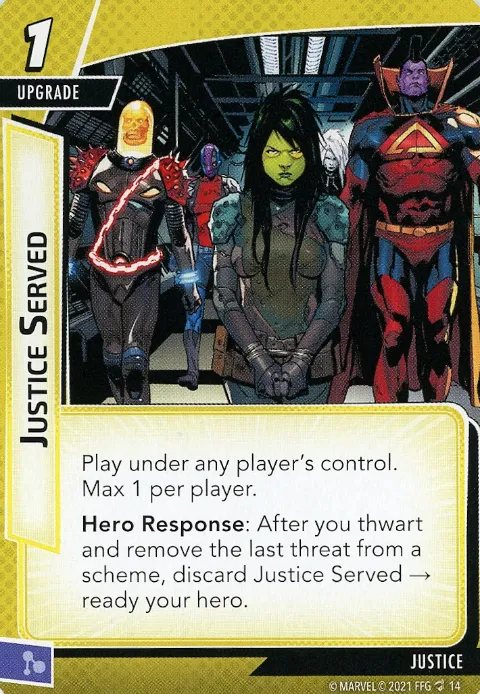 1
UPGRADE
JUSTICE SERVED
Play under any player's control.
Max 1 per player.
Hero Response: After you thwart
and remove the last threat from a
scheme, discard Justice Served →
ready your hero.
JUSTICE
© MARVEL © 2021 FFG 14